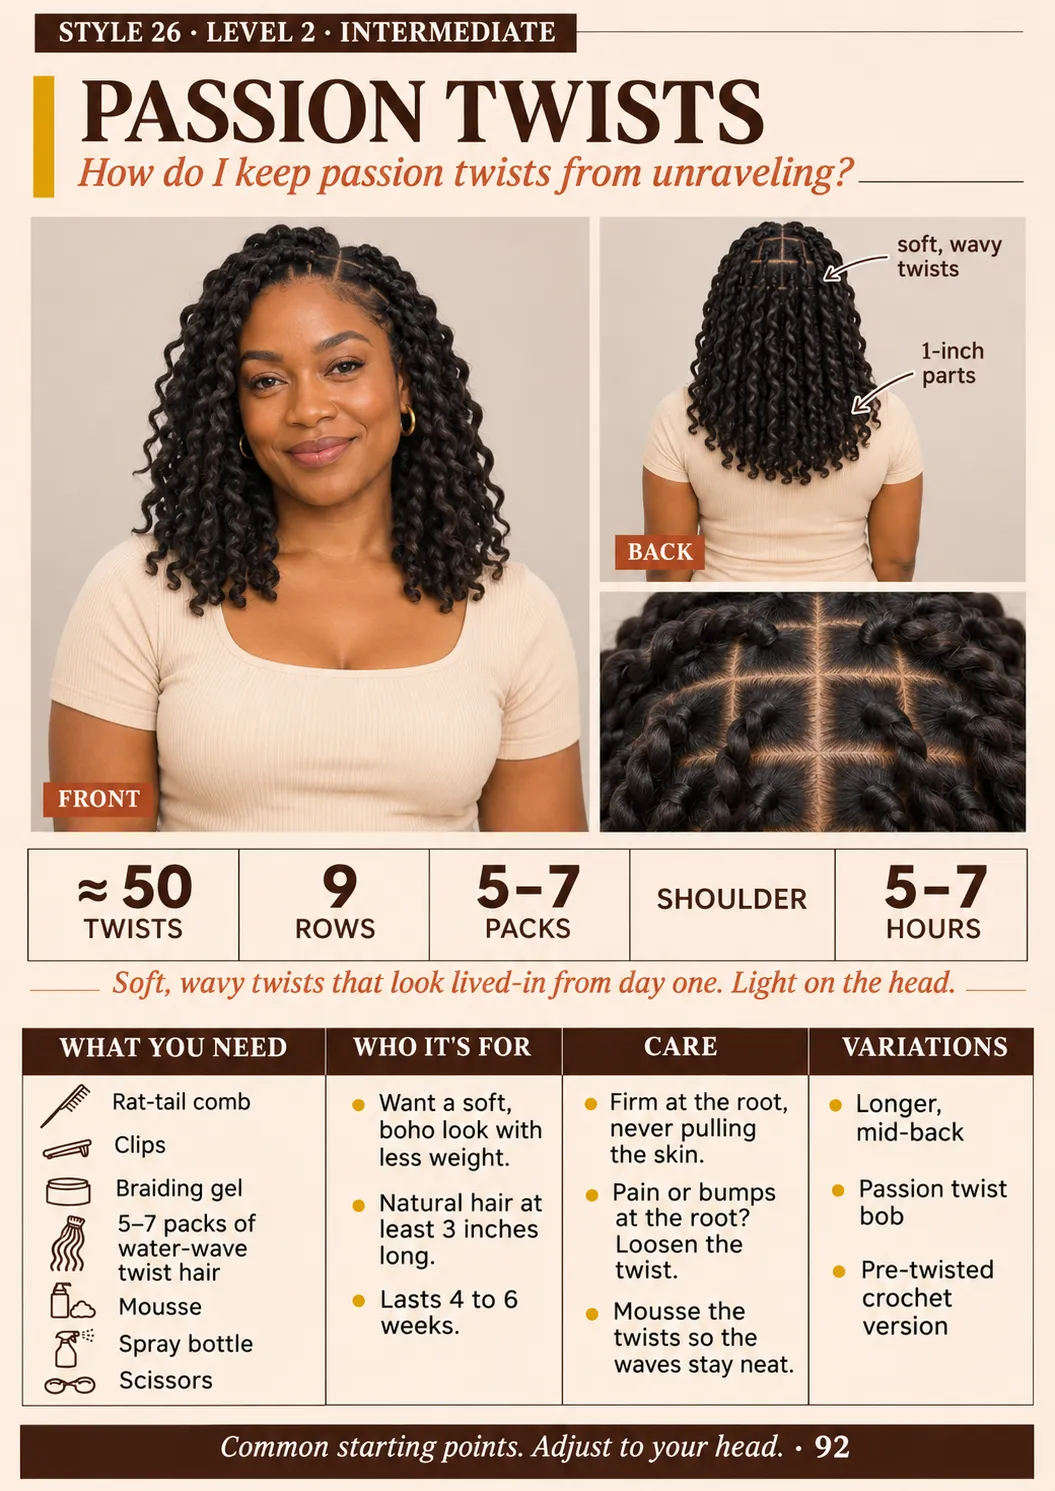 STYLE 26 · LEVEL 2 · INTERMEDIATE
PASSION TWISTS
How do I keep passion twists from unraveling?
soft, wavy
twists
1-inch
parts
BACK
FRONT
≈ 50
TWISTS
9
ROWS
5–7
PACKS
SHOULDER
5–7
HOURS
Soft, wavy twists that look lived-in from day one. Light on the head.
WHAT YOU NEED
Rat-tail comb
Clips
Braiding gel
5–7 packs of
water-wave
twist hair
Mousse
Spray bottle
Scissors
WHO IT'S FOR
Want a soft,
boho look with
less weight.
Natural hair at
least 3 inches
long.
Lasts 4 to 6
weeks.
CARE
Firm at the root,
never pulling
the skin.
Pain or bumps
at the root?
Loosen the
twist.
Mousse the
twists so the
waves stay neat.
VARIATIONS
Longer,
mid-back
Passion twist
bob
Pre-twisted
crochet
version
Common starting points. Adjust to your head. · 92